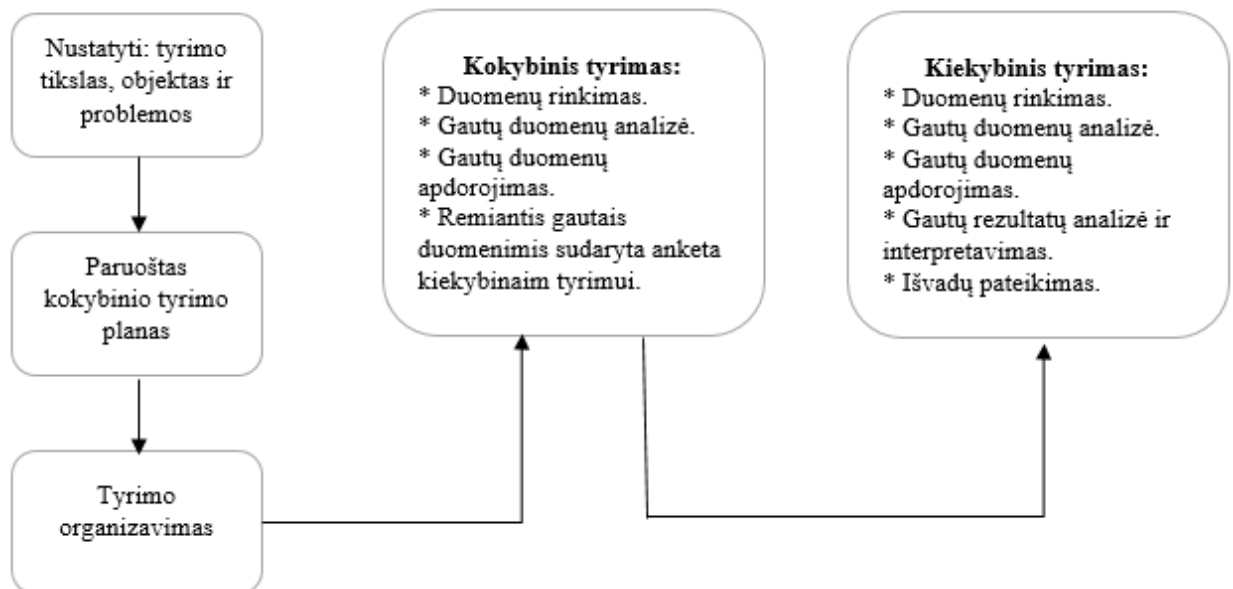 Nustatyti: tyrimo
tikslas, objektas ir
problemos
Paruoštas
kokybinio tyrimo
planas
Tyrimo
organizavimas
Kokybinis tyrimas:
* Duomenų rinkimas.
* Gautų duomenų analizė.
* Gautų duomenų
apdorojimas.
* Remiantis gautais
duomenimis sudaryta anketa
kiekybinaim tyrimui.
Kiekybinis tyrimas:
* Duomenų rinkimas.
* Gautų duomenų analizė.
* Gautų duomenų
apdorojimas.
* Gautų rezultatų analizė ir
interpretavimas.
* Išvadų pateikimas.